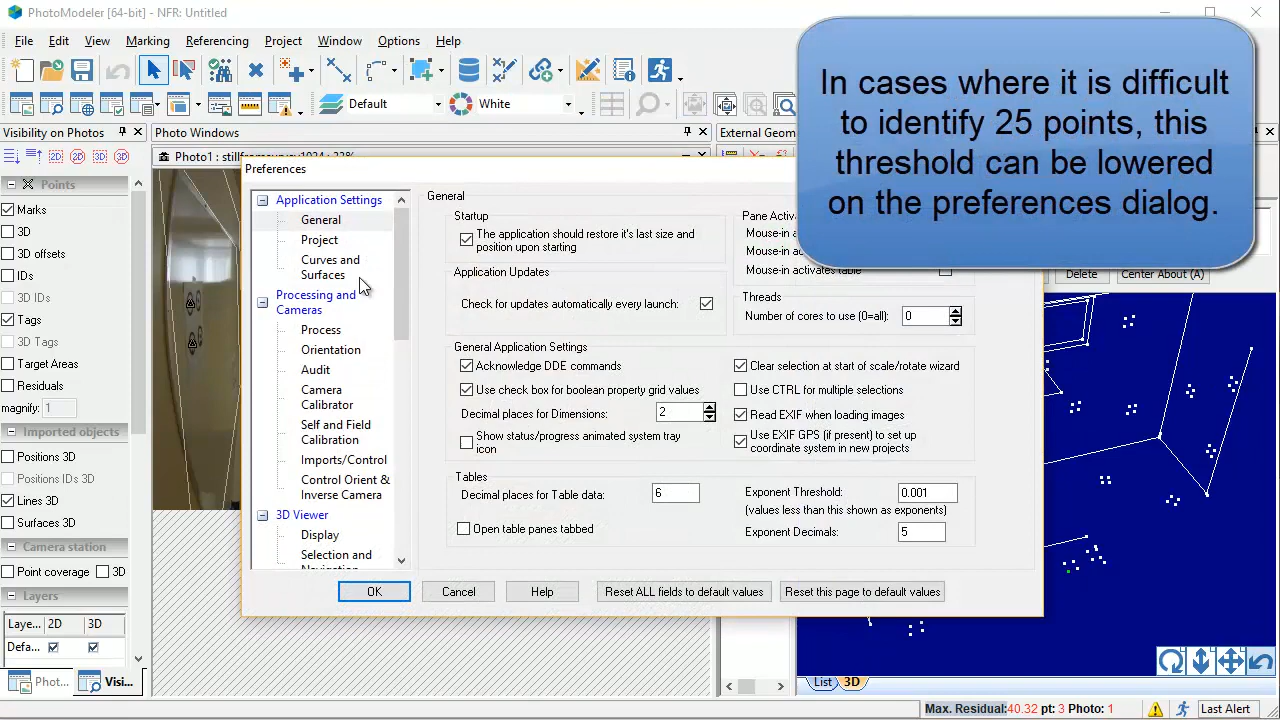 PhotoModeler [64-bit] - NFR: Untitled
File Edit View Marking Referencing Project Window Options Help
In cases where it is difficult
to identify 25 points, this
threshold can be lowered
on the preferences dialog.
Default
White
Visibility on Photos
Photo Windows
Points
Marks
3D
3D offsets
IDs
3D IDs
Tags
3D Tags
Target Areas
Residuals
magnify: 1
Imported objects
Positions 3D
Positions IDs 3D
Lines 3D
Surfaces 3D
Camera station
Point coverage 3D
Layers
Laye... 2D 3D
Defa...
Phot... Visi...
Preferences
Application Settings
General
Project
Curves and
Surfaces
Processing and
Cameras
Process
Orientation
Audit
Camera
Calibrator
Self and Field
Calibration
Imports/Control
Control Orient &
Inverse Camera
3D Viewer
Display
Selection and
General
Startup
The application should restore it's last size and
position upon starting
Application Updates
Check for updates automatically every launch:
Mouse-in activates table
Threads
Number of cores to use (0=all): 0
General Application Settings
Acknowledge DDE commands
Use check box for boolean property grid values
Decimal places for Dimensions: 2
Show status/progress animated system tray
icon
Clear selection at start of scale/rotate wizard
Use CTRL for multiple selections
Read EXIF when loading images
Use EXIF GPS (if present) to set up
coordinate system in new projects
Tables
Decimal places for Table data: 6
Open table panes tabbed
Exponent Threshold: 0.001
(values less than this shown as exponents)
Exponent Decimals: 5
OK Cancel Help Reset ALL fields to default values Reset this page to default values
Delete Center About (A)
List 3D
Max. Residual:40.32 pt: 3 Photo: 1
Last Alert